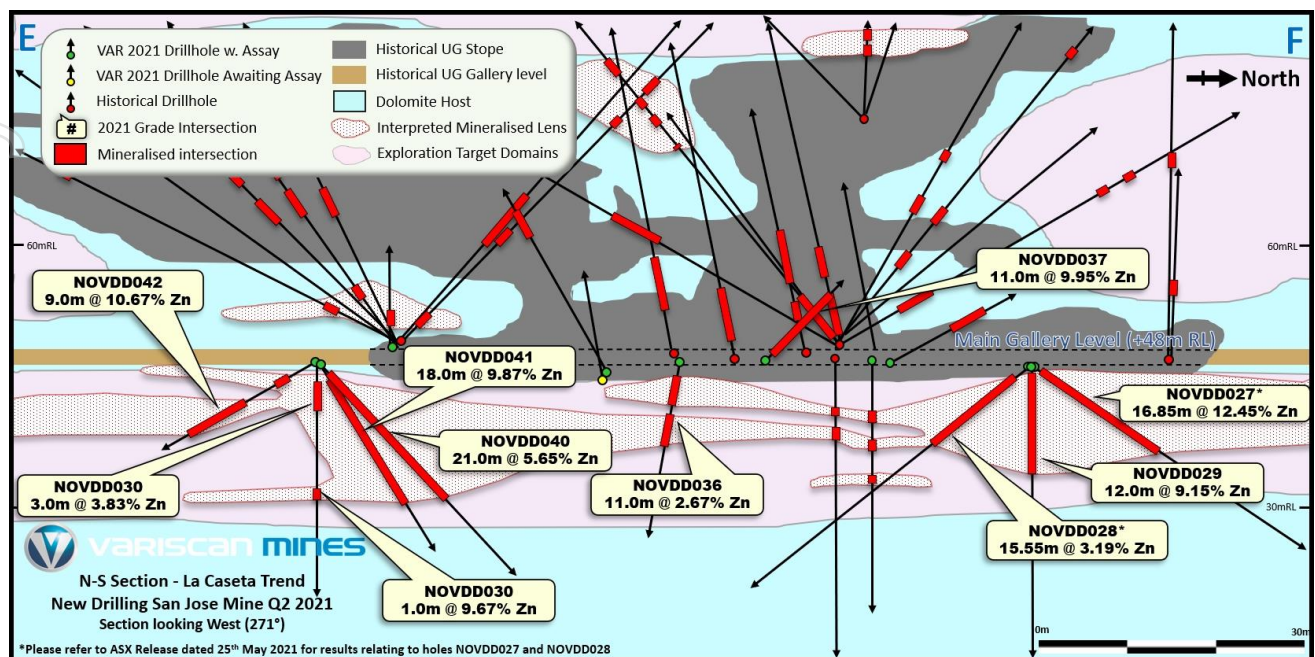 E
F
VAR 2021 Drillhole w. Assay
VAR 2021 Drillhole Awaiting Assay
Historical Drillhole
# 2021 Grade Intersection
Mineralised intersection
Historical UG Stope
Historical UG Gallery level
Dolomite Host
Interpreted Mineralised Lens
Exploration Target Domains
North
60mRL
60mRL
NOVDD042
9.0m @ 10.67% Zn
NOVDD037
11.0m @ 9.95% Zn
Main Gallery Level (+48m RL)
NOVDD041
18.0m @ 9.87% Zn
NOVDD027*
16.85m @ 12.45% Zn
NOVDD040
21.0m @ 5.65% Zn
NOVDD030
3.0m @ 3.83% Zn
NOVDD036
11.0m @ 2.67% Zn
NOVDD029
12.0m @ 9.15% Zn
30mRL
NOVDD028*
15.55m @ 3.19% Zn
VARISCAN MINES
N-S Section - La Caseta Trend
New Drilling San Jose Mine Q2 2021
Section looking West (271°)
NOVDD030
1.0m @ 9.67% Zn
0m
30m
*Please refer to ASX Release dated 25th May 2021 for results relating to holes NOVDD027 and NOVDD028